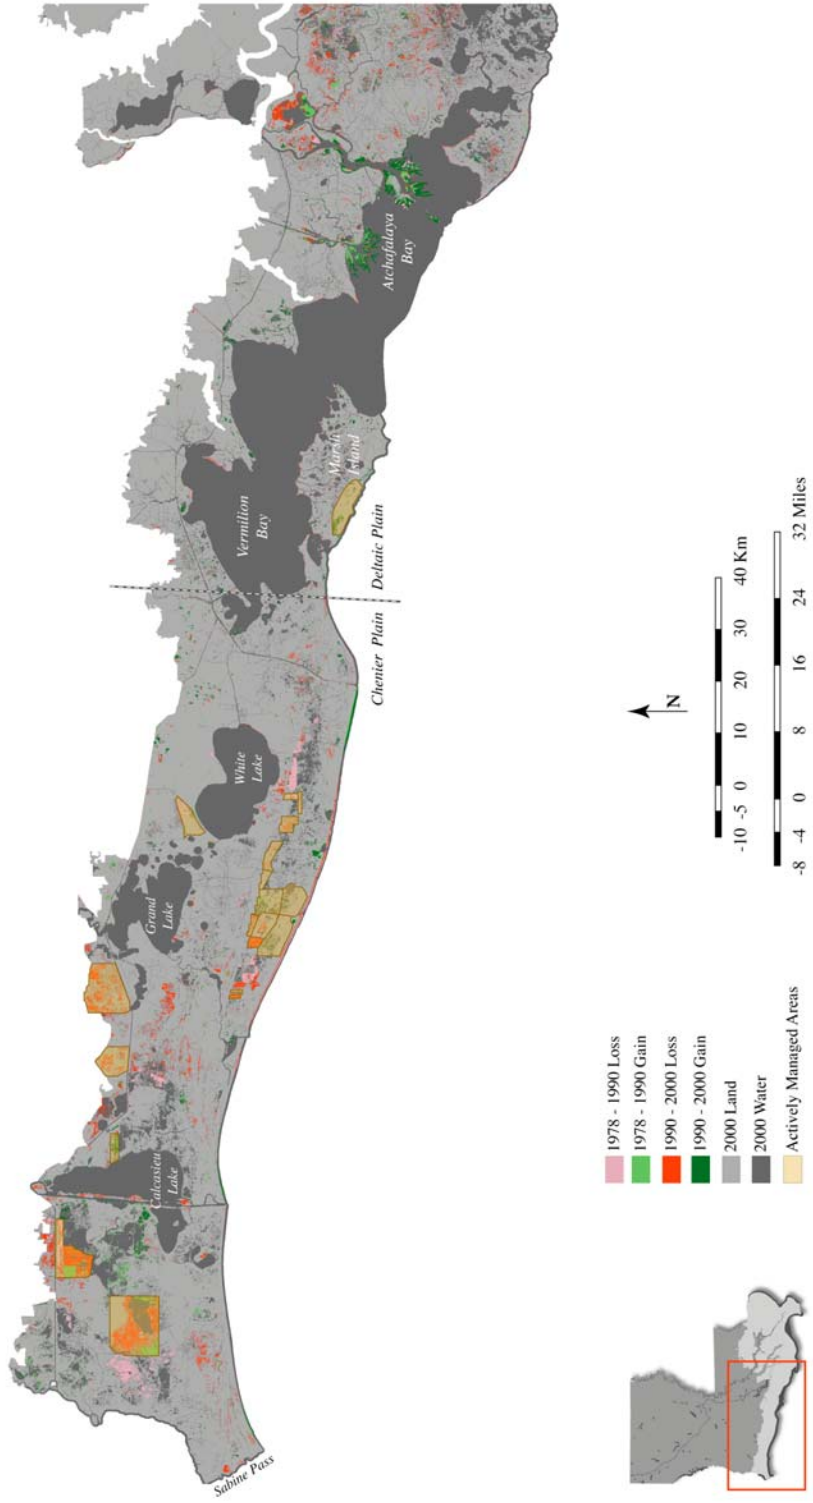 Sabine Pass
Calcasieu
Lake
Grand
Lake
White
Lake
Vermilion
Bay
Marsh
Island
Atchafalaya
Bay
Chenier Plain
Deltaic Plain
1978 - 1990 Loss
1978 - 1990 Gain
1990 - 2000 Loss
1990 - 2000 Gain
2000 Land
2000 Water
Actively Managed Areas
N
-10 -5 0 10 20 30 40 Km
-8 -4 0 8 16 24 32 Miles